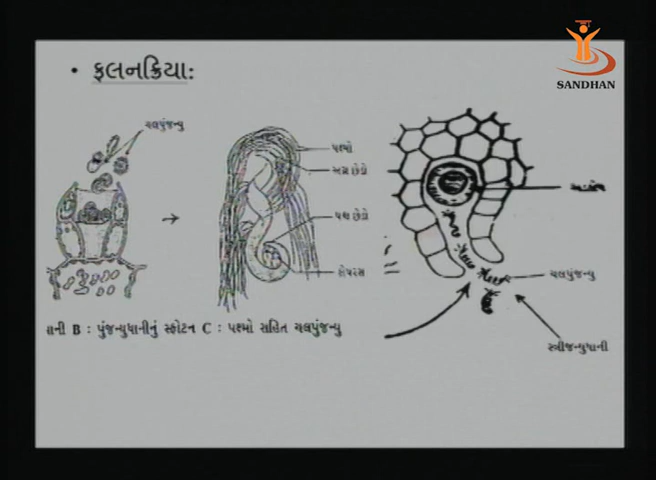 • ફલનક્રિયા:
SANDHAN
ચલપુંજન્યુ
પક્ષ્મો
અગ્ર છેડો
પશ્ચ છેડો
કોષરસ
ચલપુંજન્યુ
સ્ત્રીજન્યુધાની
ાની B : પુંજન્યુધાનીનું સ્ફોટન C : પક્ષ્મો સહિત ચલપુંજન્યુ